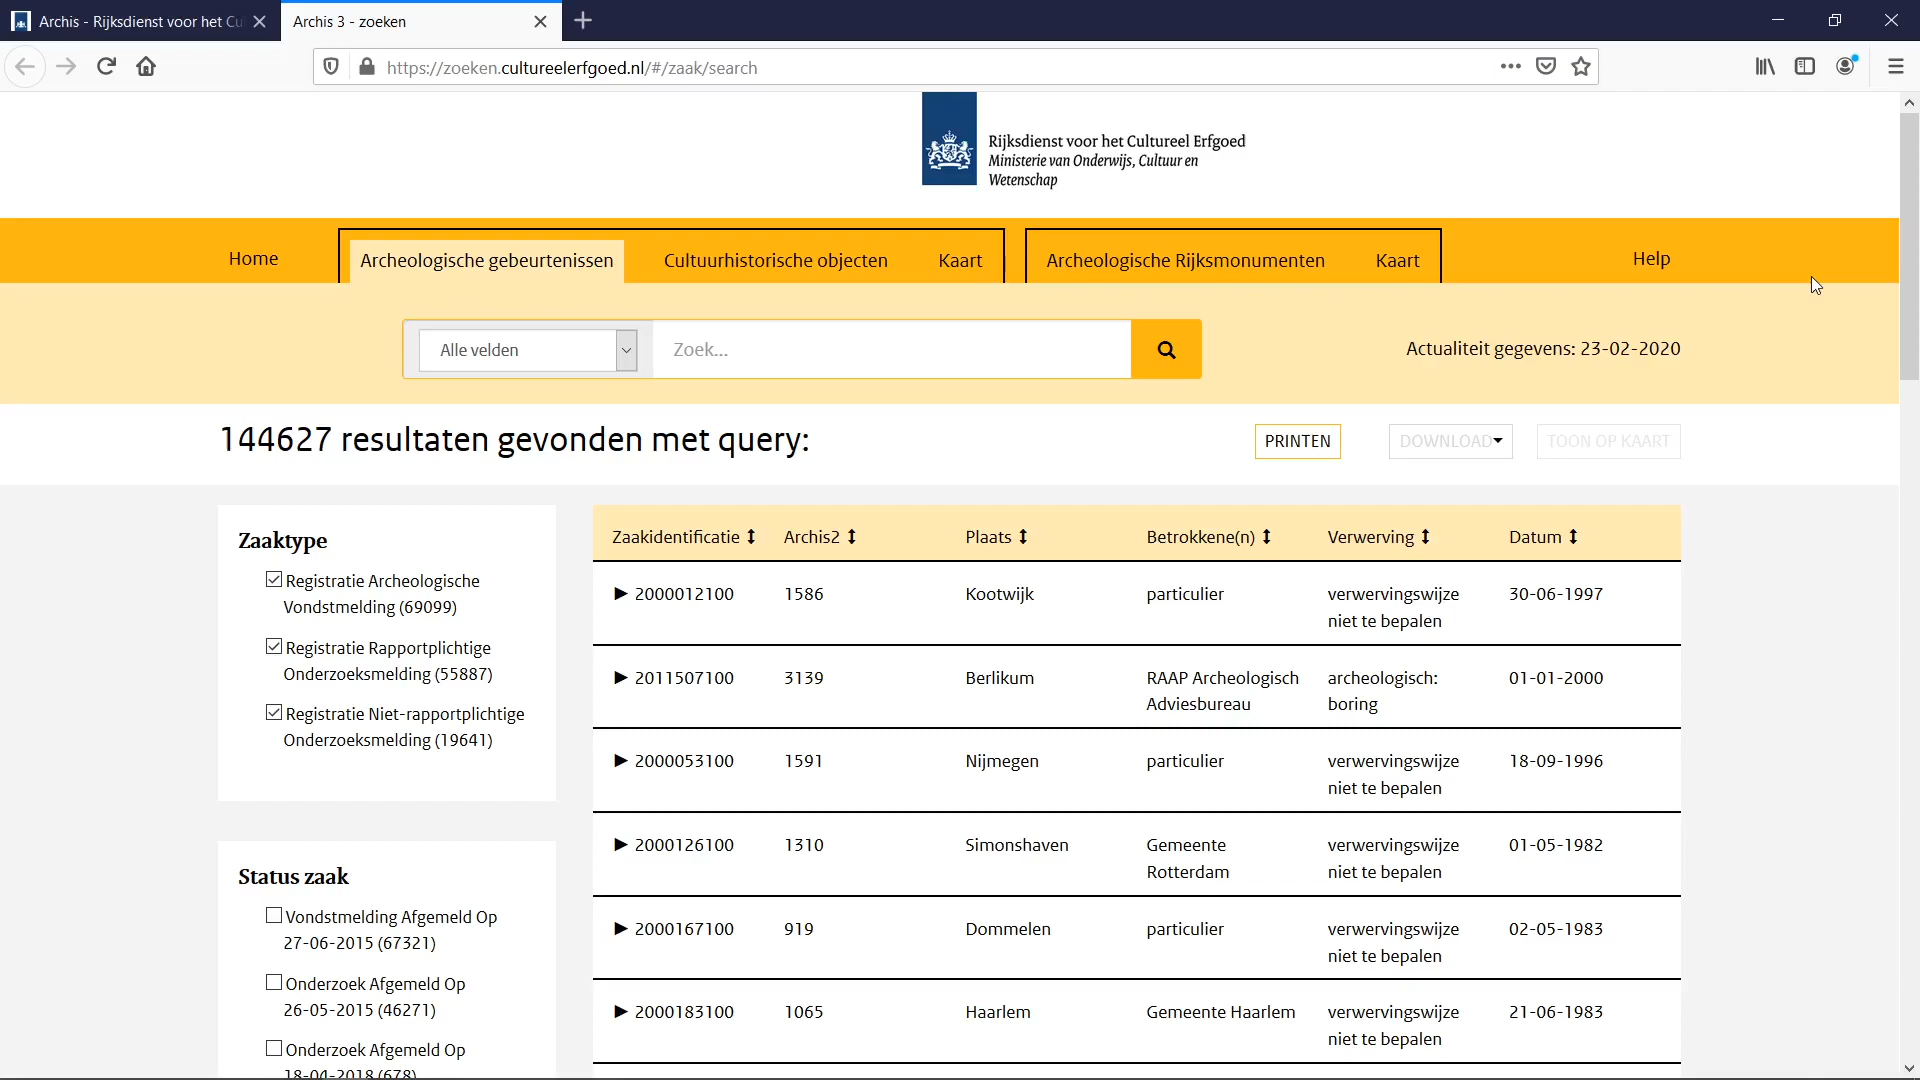 Archis - Rijksdienst voor het Cu
Archis 3 - zoeken
https://zoeken.cultureelerfgoed.nl/#/zaak/search
Rijksdienst voor het Cultureel Erfgoed
Ministerie van Onderwijs, Cultuur en
Wetenschap
Home
Archeologische gebeurtenissen
Cultuurhistorische objecten
Kaart
Archeologische Rijksmonumenten
Kaart
Help
Alle velden
Zoek...
Actualiteit gegevens: 23-02-2020
144627 resultaten gevonden met query:
PRINTEN
DOWNLOAD
TOON OP KAART
Zaaktype
Registratie Archeologische
Vondstmelding (69099)
Registratie Rapportplichtige
Onderzoeksmelding (55887)
Registratie Niet-rapportplichtige
Onderzoeksmelding (19641)
Status zaak
Vondstmelding Afgemeld Op
27-06-2015 (67321)
Onderzoek Afgemeld Op
26-05-2015 (46271)
Onderzoek Afgemeld Op
18-04-2018 (678)
Zaakidentificatie Archis2 Plaats Betrokkene(n) Verwerving Datum
2000012100 1586 Kootwijk particulier verwervingswijze 30-06-1997
niet te bepalen
2011507100 3139 Berlikum RAAP Archeologisch archeologisch: 01-01-2000
Adviesbureau boring
2000053100 1591 Nijmegen particulier verwervingswijze 18-09-1996
niet te bepalen
2000126100 1310 Simonshaven Gemeente verwervingswijze 01-05-1982
Rotterdam niet te bepalen
2000167100 919 Dommelen particulier verwervingswijze 02-05-1983
niet te bepalen
2000183100 1065 Haarlem Gemeente Haarlem verwervingswijze 21-06-1983
niet te bepalen